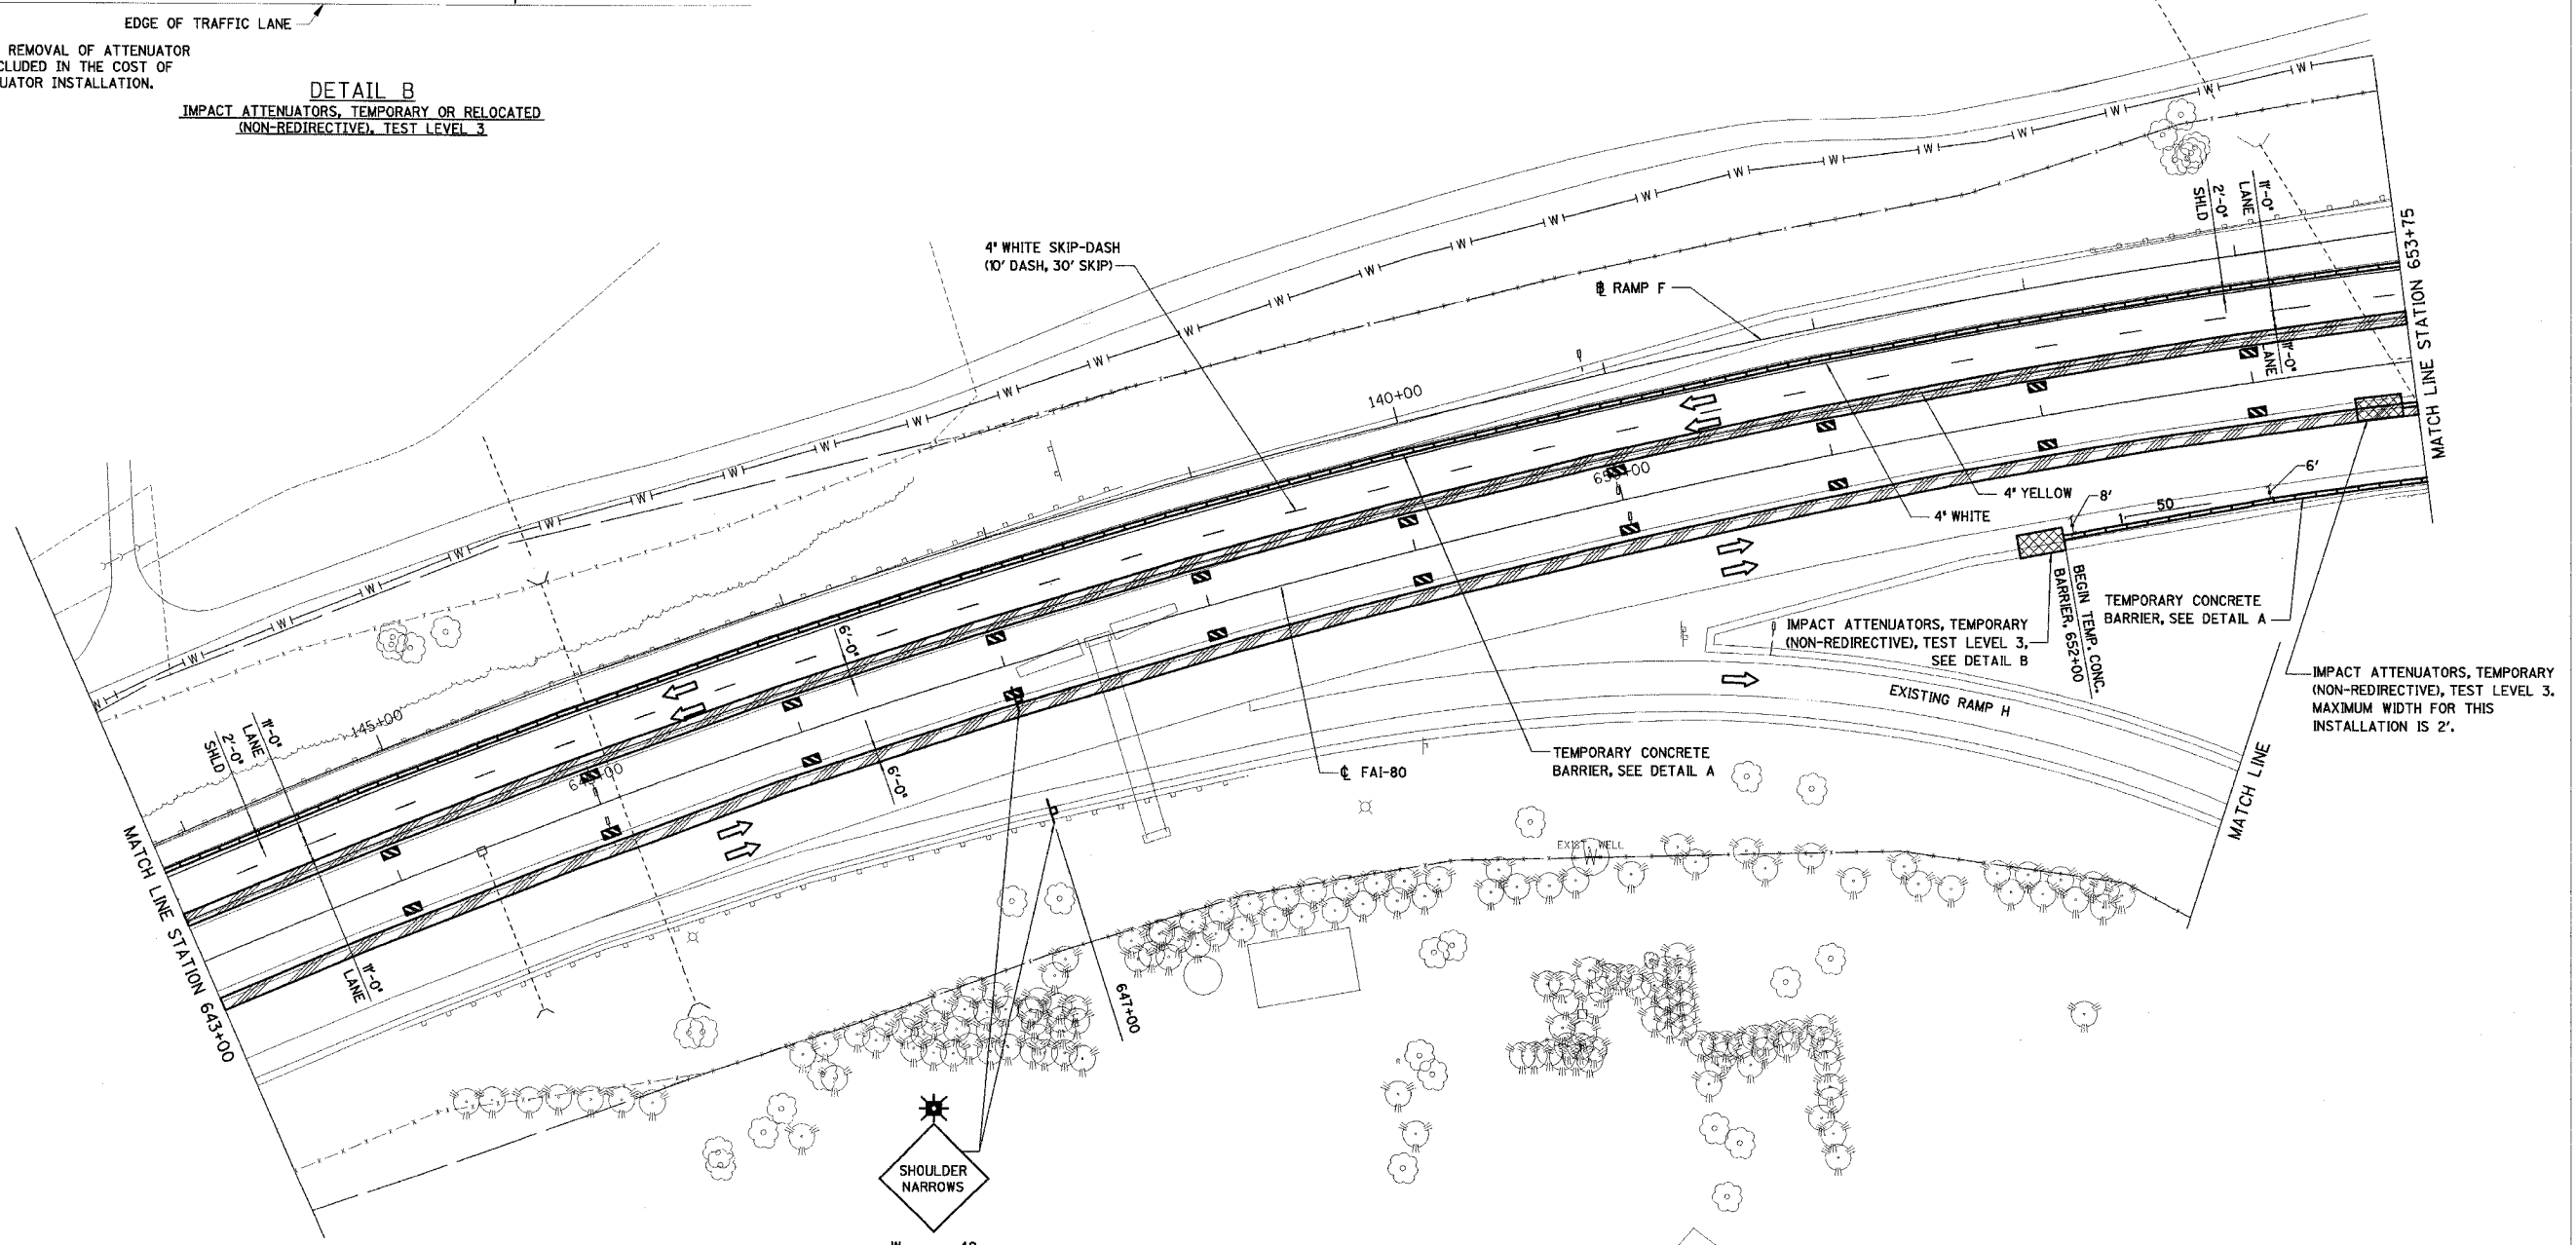 EDGE OF TRAFFIC LANE
REMOVAL OF ATTENUATOR
CLUDED IN THE COST OF
UATOR INSTALLATION.
DETAIL B
IMPACT ATTENUATORS, TEMPORARY OR RELOCATED
(NON-REDIRECTIVE), TEST LEVEL 3
4" WHITE SKIP-DASH
(10' DASH, 30' SKIP)
RAMP F
140+00
650+00
145+00
11'-0"
LANE
2'-0"
SHLD
11'-0"
LANE
MATCH LINE STATION 653+75
4" YELLOW
4" WHITE
8'
50
6'
BEGIN TEMP. CONC.
BARRIER, 652+00
TEMPORARY CONCRETE
BARRIER, SEE DETAIL A
IMPACT ATTENUATORS, TEMPORARY
(NON-REDIRECTIVE), TEST LEVEL 3,
SEE DETAIL B
IMPACT ATTENUATORS, TEMPORARY
(NON-REDIRECTIVE), TEST LEVEL 3.
MAXIMUM WIDTH FOR THIS
INSTALLATION IS 2'.
EXISTING RAMP H
MATCH LINE
6'-0"
6'-0"
11'-0"
LANE
2'-0"
SHLD
11'-0"
LANE
TEMPORARY CONCRETE
BARRIER, SEE DETAIL A
℄ FAI-80
EXIST. WELL
W
MATCH LINE STATION 643+00
647+00
SHOULDER
NARROWS